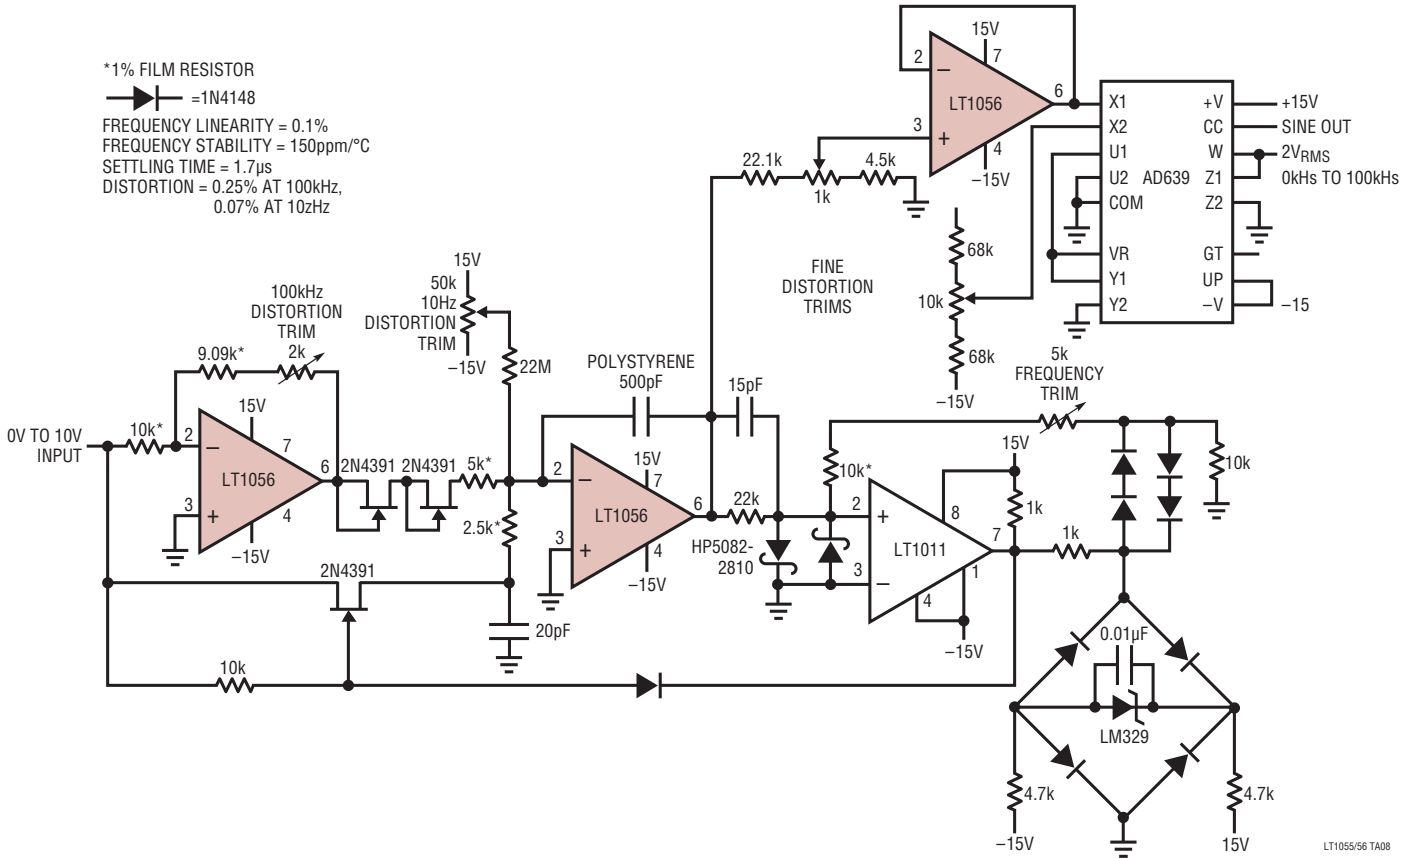 *1% FILM RESISTOR
=1N4148
FREQUENCY LINEARITY = 0.1%
FREQUENCY STABILITY = 150ppm/°C
SETTLING TIME = 1.7µs
DISTORTION = 0.25% AT 100kHz,
0.07% AT 10zHz
15V
2
–
7
LT1056
6
3
+
4
–15V
22.1k
1k
4.5k
X1
X2
U1
U2
COM
VR
Y1
Y2
AD639
+V
CC
W
Z1
Z2
GT
UP
–V
+15V
SINE OUT
2VRMS
0kHs TO 100kHs
–15
68k
10k
68k
–15V
FINE
DISTORTION
TRIMS
100kHz
DISTORTION
TRIM
2k
9.09k*
15V
50k
10Hz
DISTORTION
TRIM
–15V
22M
0V TO 10V
INPUT
10k*
15V
2
–
7
LT1056
6
3
+
4
–15V
2N4391
2N4391
5k*
2.5k*
2N4391
20pF
10k
POLYSTYRENE
500pF
15V
2
–
7
LT1056
6
3
+
4
–15V
15pF
22k
HP5082-
2810
10k*
2
+
3
–
LT1011
8
7
4
1
–15V
15V
1k
1k
5k
FREQUENCY
TRIM
10k
0.01µF
LM329
4.7k
–15V
4.7k
15V
LT1055/56 TA08